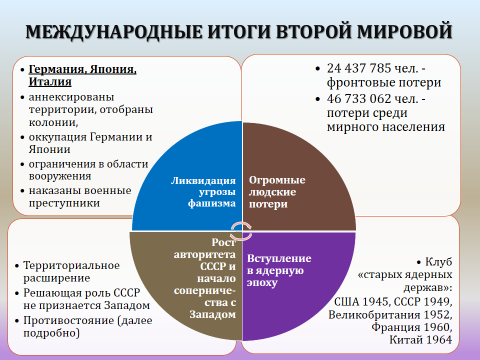 МЕЖДУНАРОДНЫЕ ИТОГИ ВТОРОЙ МИРОВОЙ
• Германия, Япония,
Италия
• аннексированы
территории, отобраны
колонии,
• оккупация Германии и
Японии
• ограничения в области
вооружения
• наказаны военные
преступники
• 24 437 785 чел. -
фронтовые потери
• 46 733 062 чел. -
потери среди
мирного населения
Ликвидация
угрозы
фашизма
Огромные
людские
потери
Рост
авторитета
СССР и
начало
соперниче-
ства с
Западом
Вступление
в ядерную
эпоху
• Территориальное
расширение
• Решающая роль СССР
не признается Западом
• Противостояние (далее
подробно)
• Клуб
«старых ядерных
держав»:
США 1945, СССР 1949,
Великобритания 1952,
Франция 1960,
Китай 1964